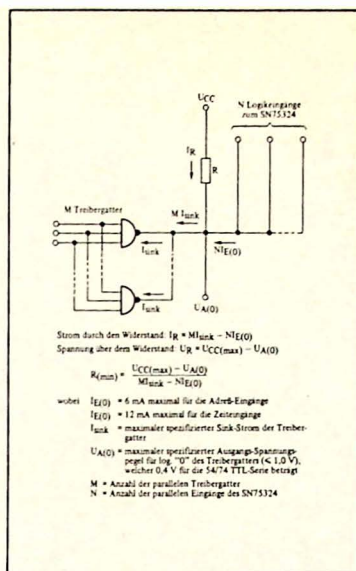 UCC
N Logikeingänge
zum SN75324
IR
R
M Treibergatter
M Isink
Isink
NIE(0)
Isink
UA(0)
Strom durch den Widerstand: IR = MIsink − NIE(0)
Spannung über dem Widerstand: UR = UCC(max) − UA(0)
R(min) = UCC(max) − UA(0)
MIsink − NIE(0)
wobei IE(0) = 6 mA maximal für die Adreß-Eingänge
IE(0) = 12 mA maximal für die Zeiteingänge
Isink = maximaler spezifizierter Sink-Strom der Treiber-
gatter
UA(0) = maximaler spezifizierter Ausgangs-Spannungs-
pegel für log. "0" des Treibergatters (< 1,0 V),
welcher 0,4 V für die 54/74 TTL-Serie beträgt
M = Anzahl der parallelen Treibergatter
N = Anzahl der parallelen Eingänge des SN75324